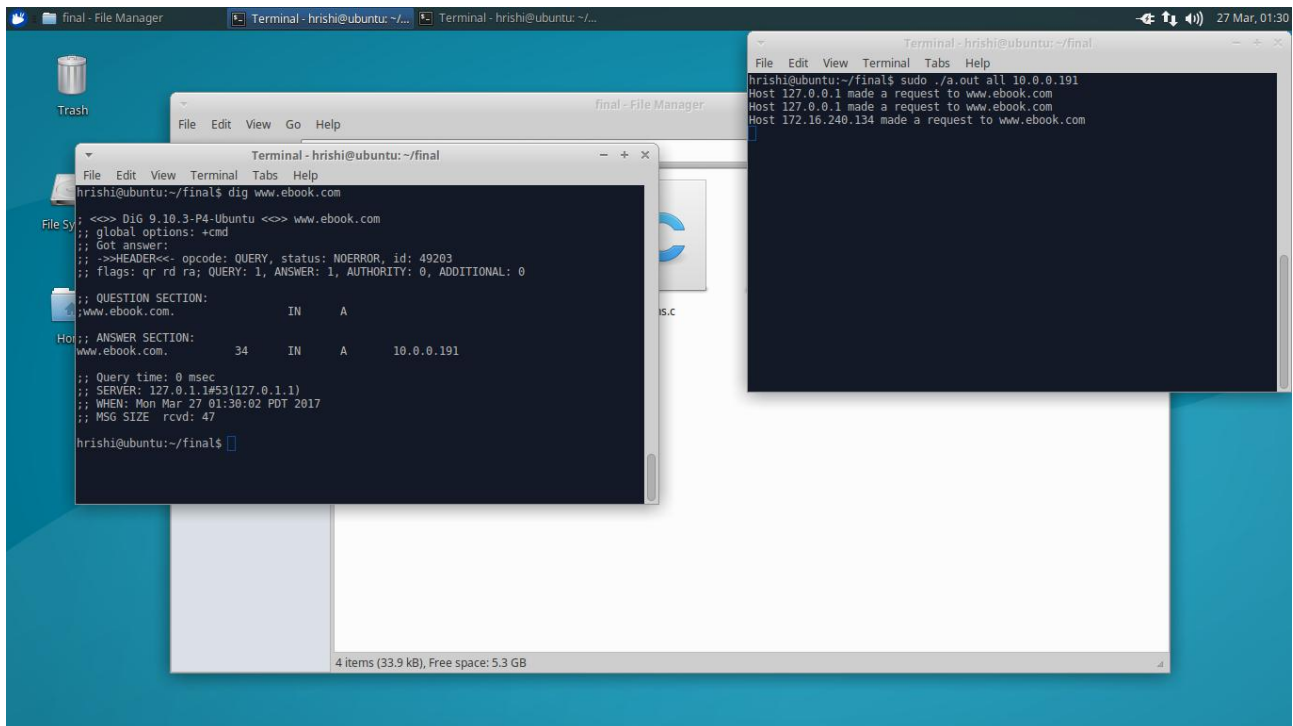 final - File Manager
Terminal - hrishi@ubuntu: ~/...
Terminal - hrishi@ubuntu: ~/...
27 Mar, 01:30
Trash
File Sy
Ho
final - File Manager
File Edit View Go Help
ns.c
4 items (33.9 kB), Free space: 5.3 GB
Terminal - hrishi@ubuntu: ~/final
File Edit View Terminal Tabs Help
hrishi@ubuntu:~/final$ dig www.ebook.com
; <<>> DiG 9.10.3-P4-Ubuntu <<>> www.ebook.com
;; global options: +cmd
;; Got answer:
;; ->>HEADER<<- opcode: QUERY, status: NOERROR, id: 49203
;; flags: qr rd ra; QUERY: 1, ANSWER: 1, AUTHORITY: 0, ADDITIONAL: 0
;; QUESTION SECTION:
;www.ebook.com. IN A
;; ANSWER SECTION:
www.ebook.com. 34 IN A 10.0.0.191
;; Query time: 0 msec
;; SERVER: 127.0.1.1#53(127.0.1.1)
;; WHEN: Mon Mar 27 01:30:02 PDT 2017
;; MSG SIZE rcvd: 47
hrishi@ubuntu:~/final$
Terminal - hrishi@ubuntu: ~/final
File Edit View Terminal Tabs Help
hrishi@ubuntu:~/final$ sudo ./a.out all 10.0.0.191
Host 127.0.0.1 made a request to www.ebook.com
Host 127.0.0.1 made a request to www.ebook.com
Host 172.16.240.134 made a request to www.ebook.com